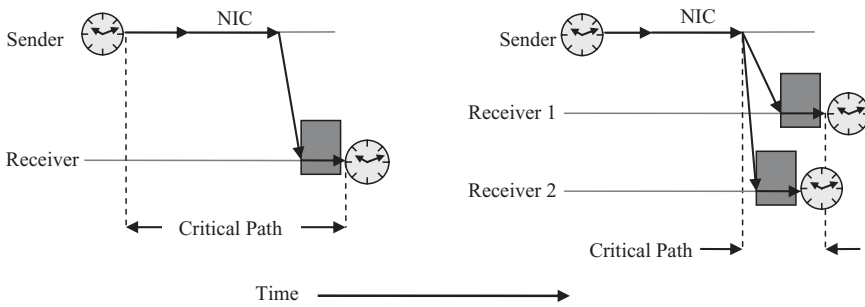 NIC
Sender
Receiver
Critical Path
NIC
Sender
Receiver 1
Receiver 2
Critical Path
Time